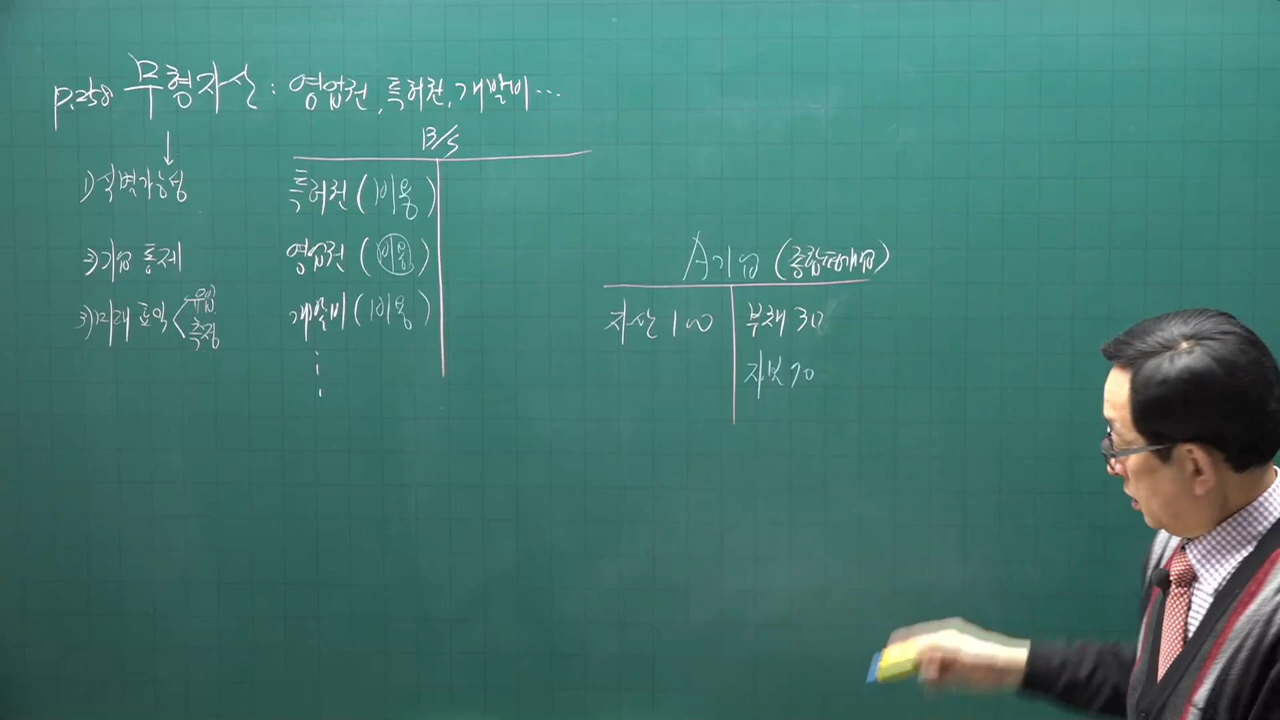 P.258 무형자산 : 영업권, 특허권, 개발비…
↓
1) 식별가능성
2) 기업 통제
3) 미래 효익 < 유입 측정
B/S
특허권 (비용)
영업권 (비용)
개발비 (비용)
⋮
A기업 (종합병원)
자산 100
부채 30
자본 70